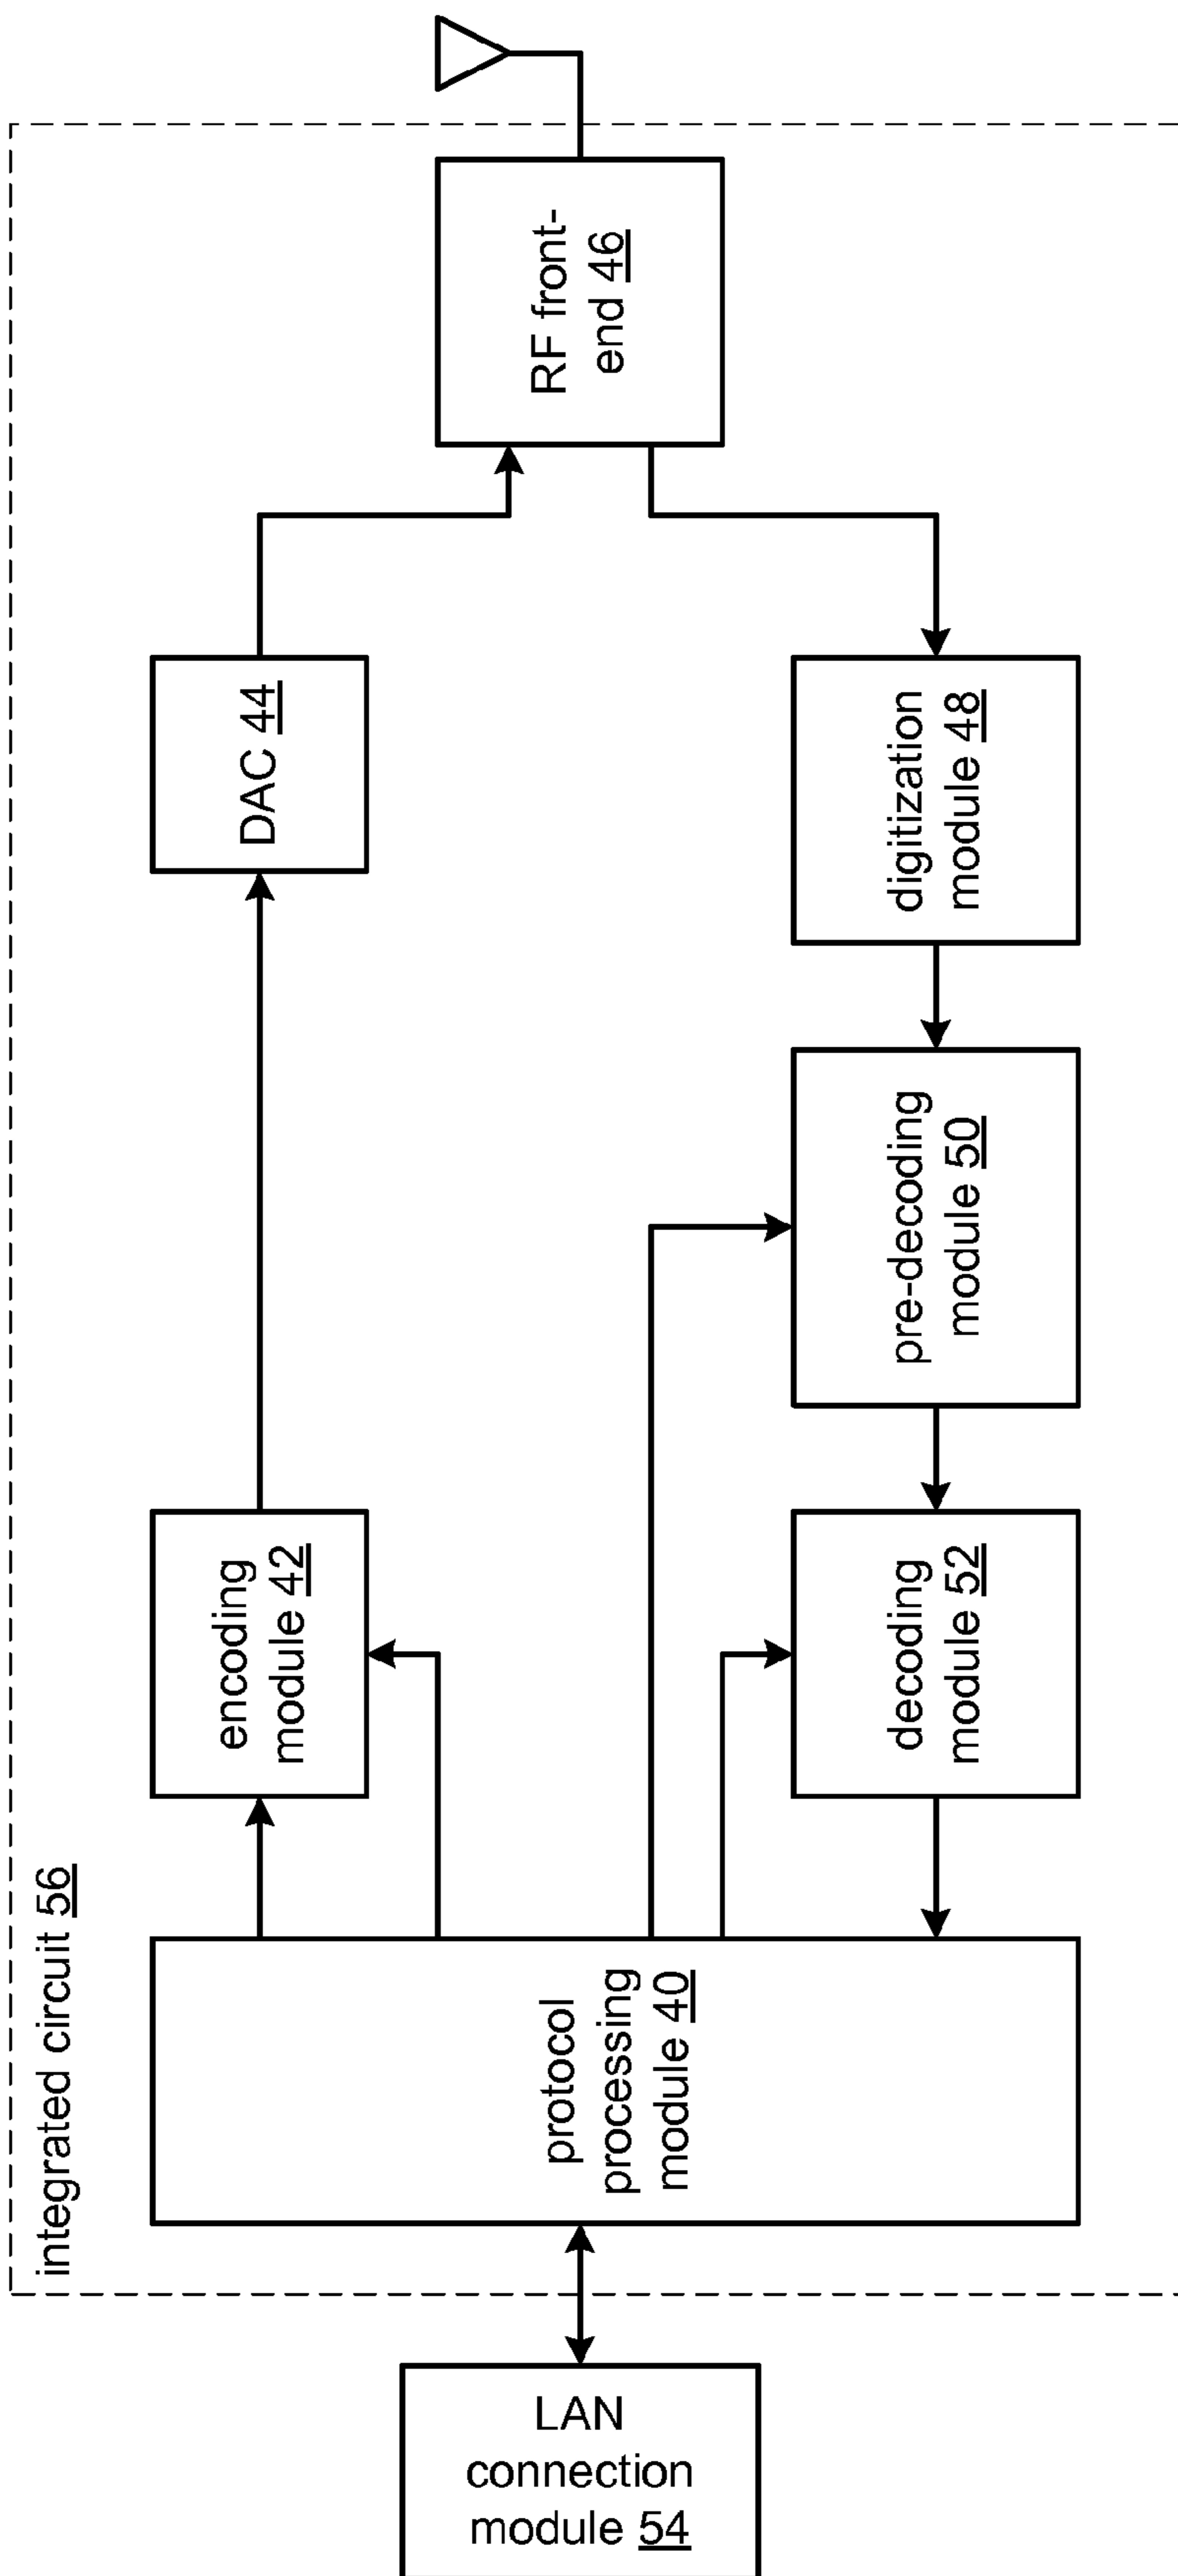 integrated circuit 56
encoding
module 42
DAC 44
RF front-
end 46
protocol
processing
module 40
decoding
module 52
pre-decoding
module 50
digitization
module 48
LAN
connection
module 54